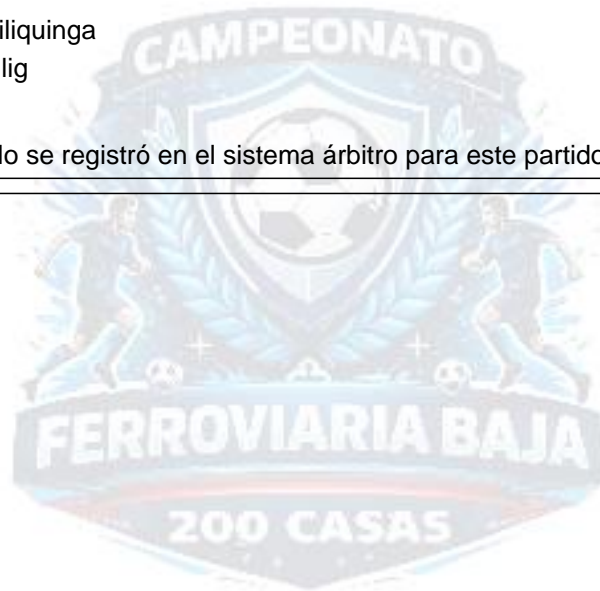 iliquinga
lig
lo se registró en el sistema árbitro para este partido
CAMPEONATO
FERROVIARIA BAJA
200 CASAS